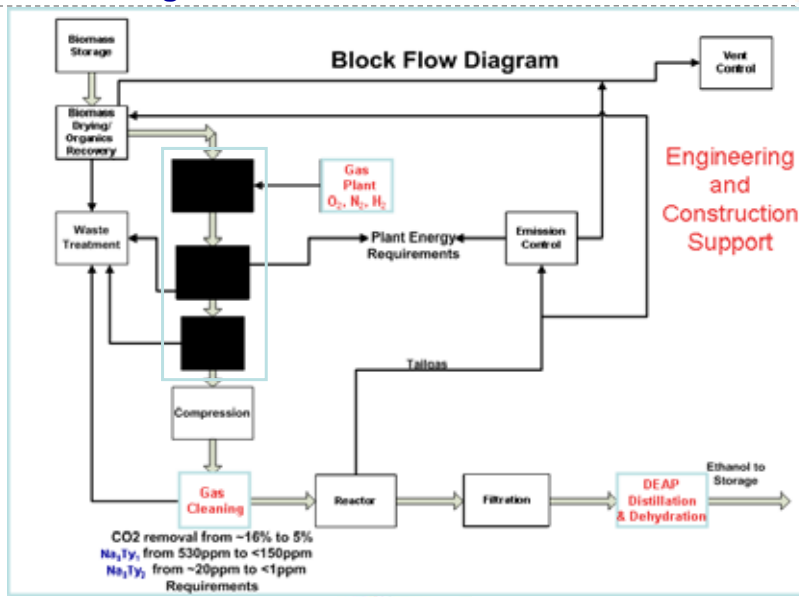 Biomass
Storage
Block Flow Diagram
Vent
Control
Biomass
Drying/
Organics
Recovery
Engineering
and
Construction
Support
Gas
Plant
O₂, N₂, H₂
Waste
Treatment
Plant Energy
Requirements
Emission
Control
Tailgas
Compression
Gas
Cleaning
Reactor
Filtration
DEAP
Distillation
& Dehydration
Ethanol to
Storage
CO2 removal from ~16% to 5%
from 530ppm to <150ppm
from ~20ppm to <1ppm
Requirements